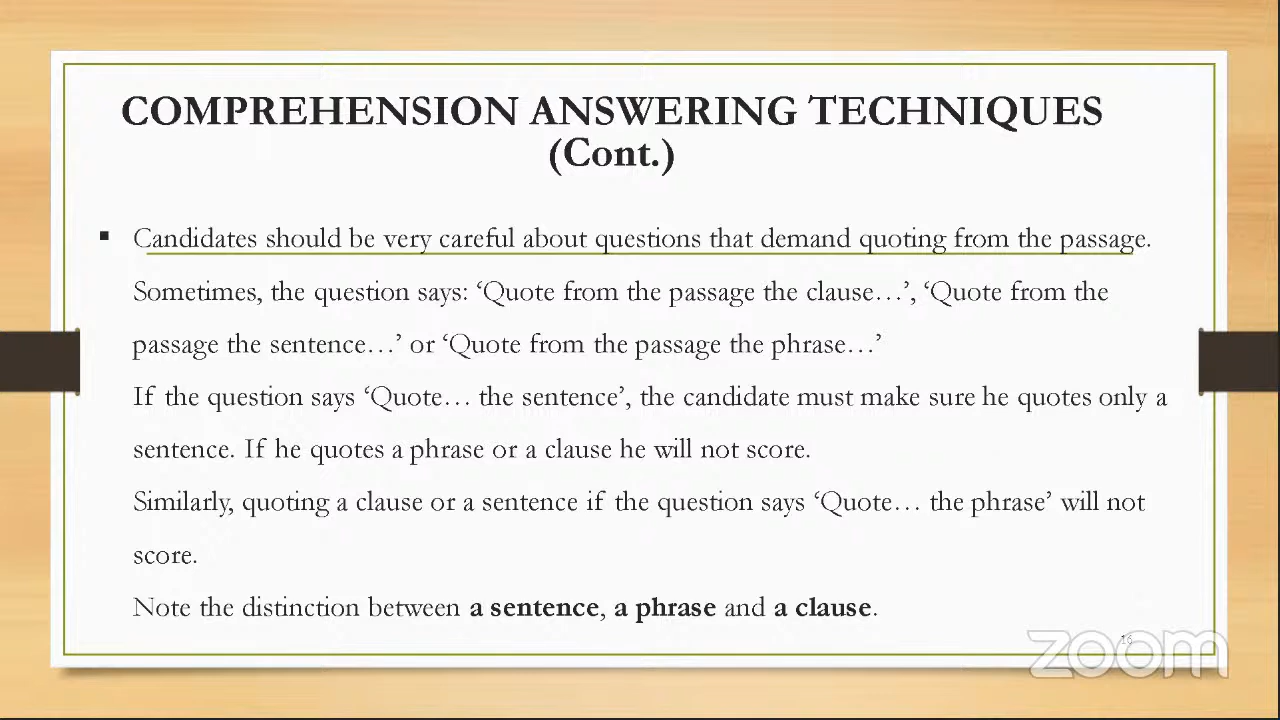 COMPREHENSION ANSWERING TECHNIQUES
(Cont.)
▪ Candidates should be very careful about questions that demand quoting from the passage.
Sometimes, the question says: ‘Quote from the passage the clause…’, ‘Quote from the
passage the sentence…’ or ‘Quote from the passage the phrase…’
If the question says ‘Quote… the sentence’, the candidate must make sure he quotes only a
sentence. If he quotes a phrase or a clause he will not score.
Similarly, quoting a clause or a sentence if the question says ‘Quote… the phrase’ will not
score.
Note the distinction between a sentence, a phrase and a clause.
16
zoom